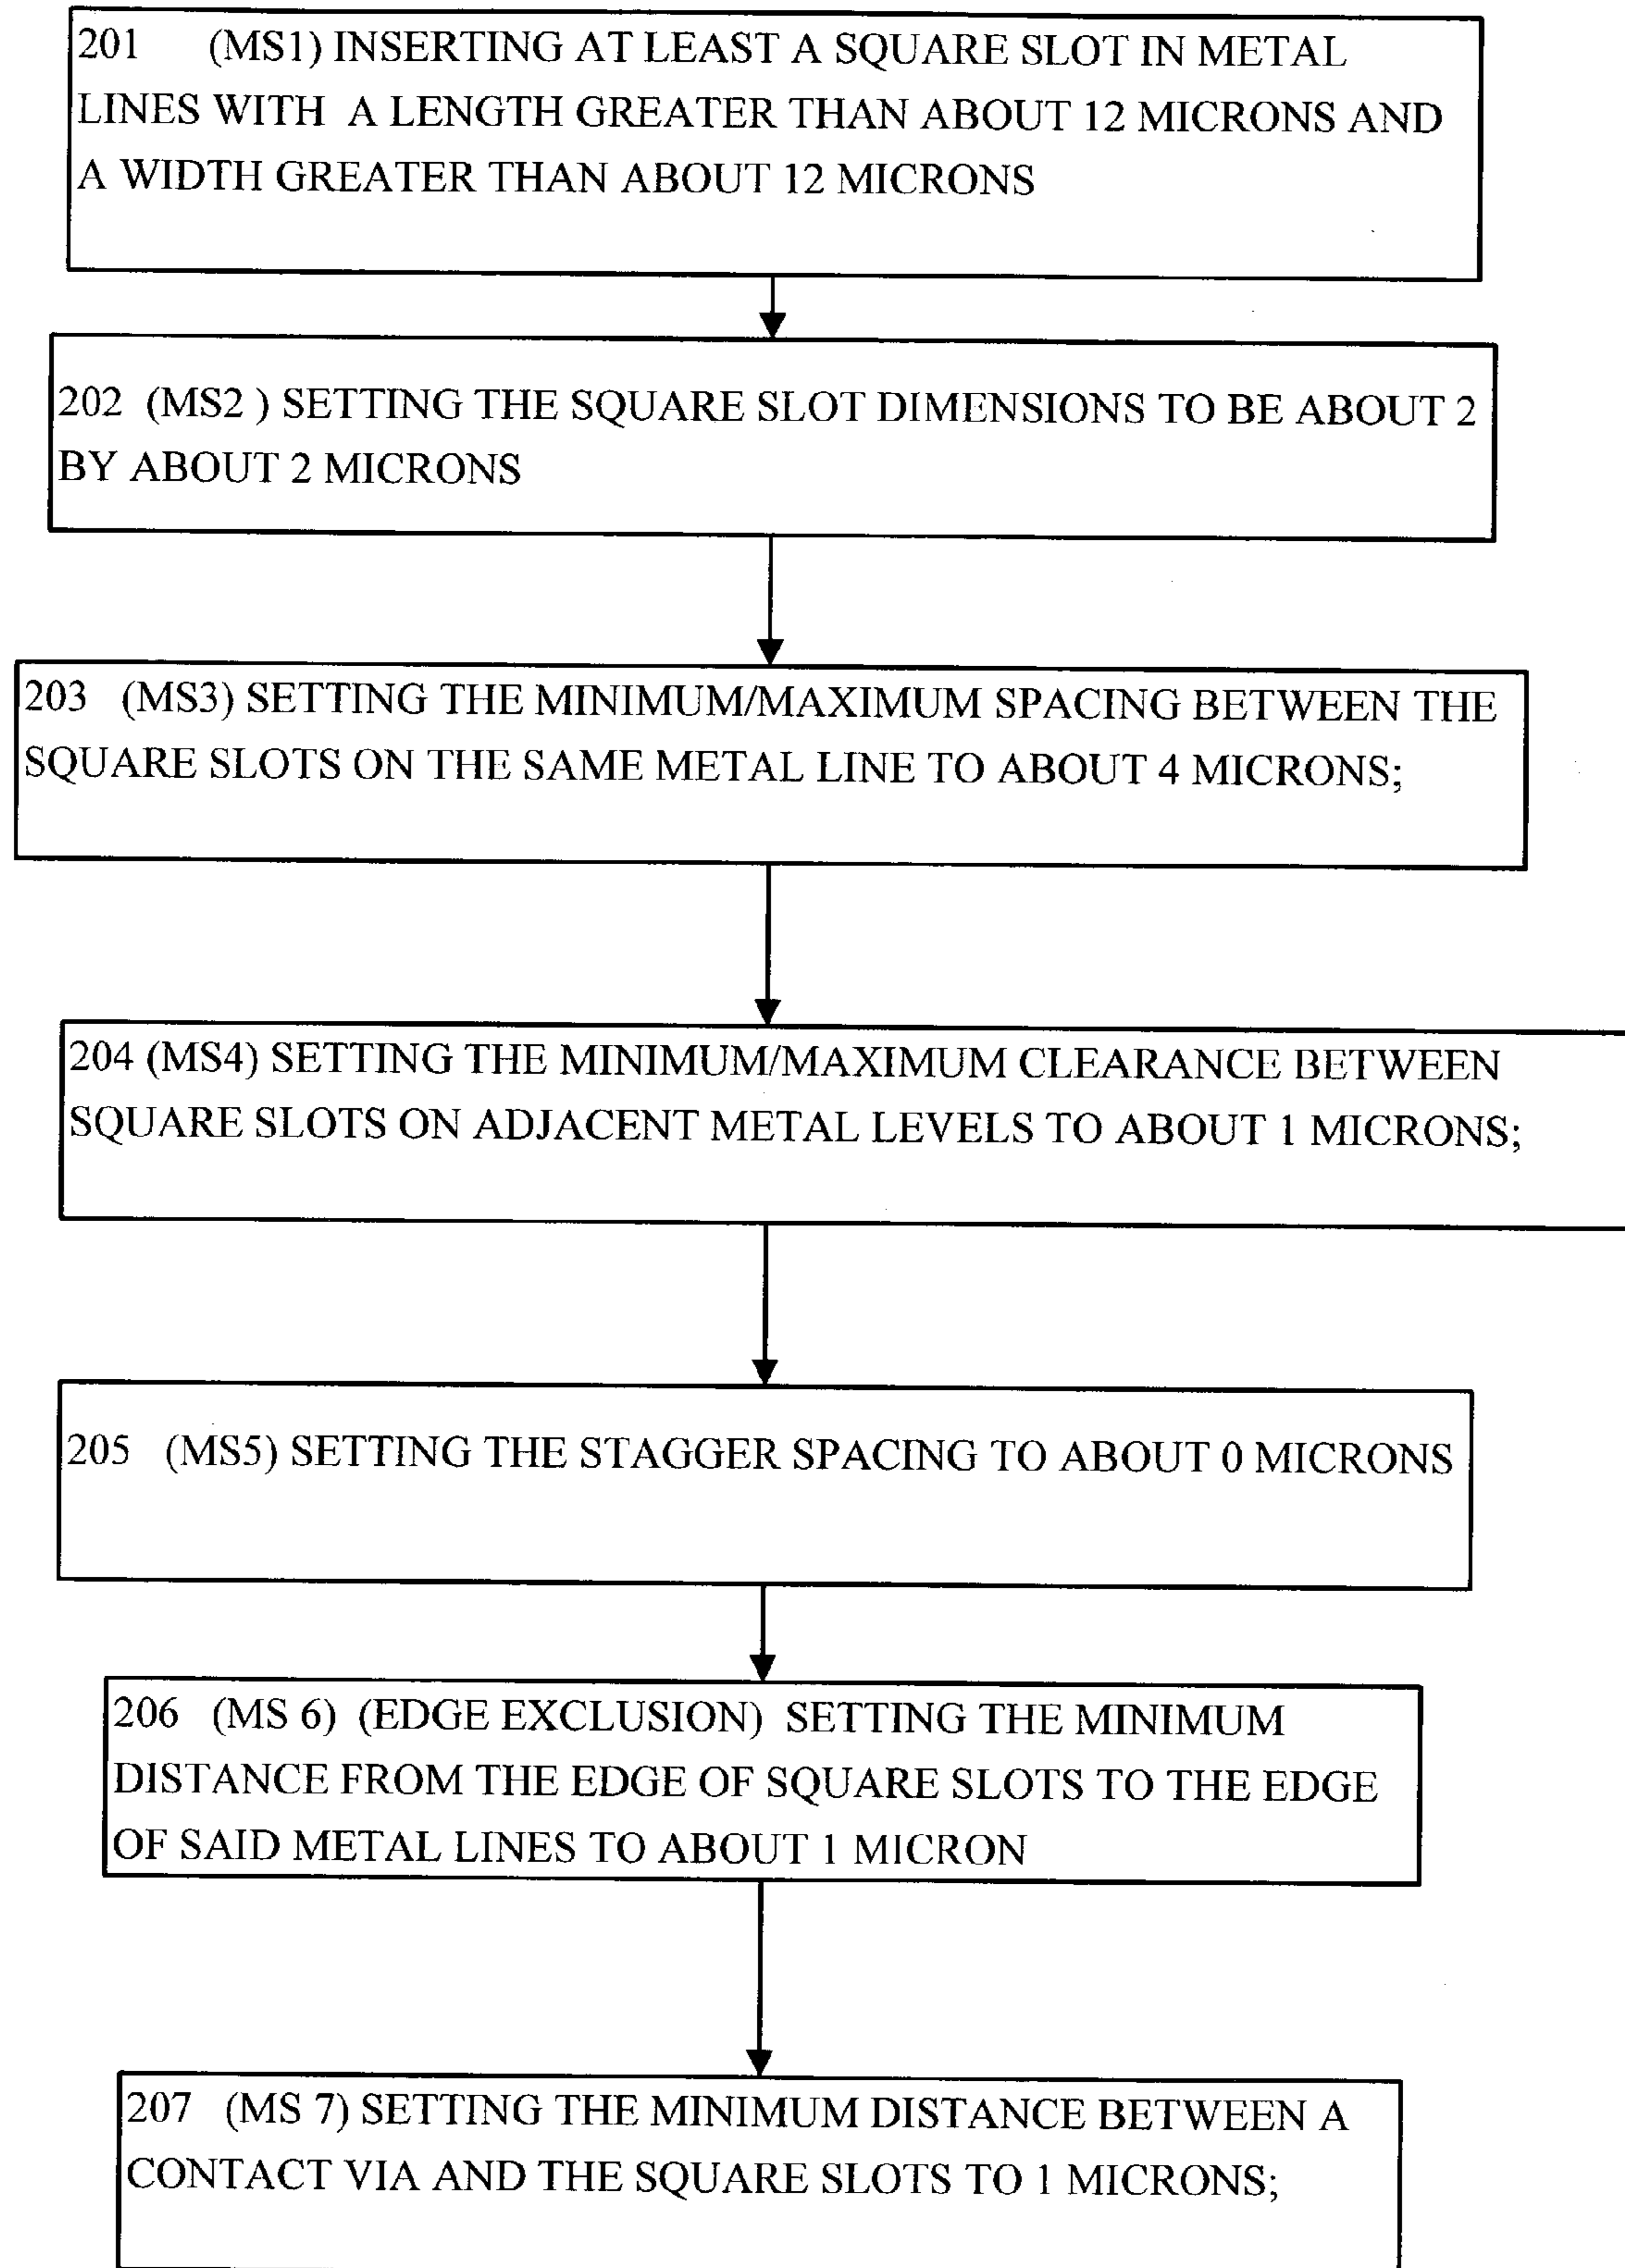 201 (MS1) INSERTING AT LEAST A SQUARE SLOT IN METAL
LINES WITH A LENGTH GREATER THAN ABOUT 12 MICRONS AND
A WIDTH GREATER THAN ABOUT 12 MICRONS
202 (MS2 ) SETTING THE SQUARE SLOT DIMENSIONS TO BE ABOUT 2
BY ABOUT 2 MICRONS
203 (MS3) SETTING THE MINIMUM/MAXIMUM SPACING BETWEEN THE
SQUARE SLOTS ON THE SAME METAL LINE TO ABOUT 4 MICRONS;
204 (MS4) SETTING THE MINIMUM/MAXIMUM CLEARANCE BETWEEN
SQUARE SLOTS ON ADJACENT METAL LEVELS TO ABOUT 1 MICRONS;
205 (MS5) SETTING THE STAGGER SPACING TO ABOUT 0 MICRONS
206 (MS 6) (EDGE EXCLUSION) SETTING THE MINIMUM
DISTANCE FROM THE EDGE OF SQUARE SLOTS TO THE EDGE
OF SAID METAL LINES TO ABOUT 1 MICRON
207 (MS 7) SETTING THE MINIMUM DISTANCE BETWEEN A
CONTACT VIA AND THE SQUARE SLOTS TO 1 MICRONS;